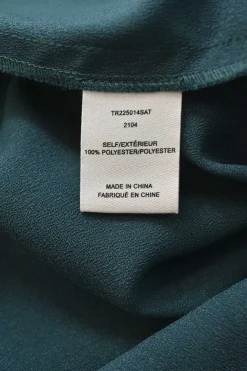 TR225014SAT
2104
SELF/EXTÉRIEUR
100% POLYESTER/POLYESTER
MADE IN CHINA
FABRIQUÉ EN CHINE